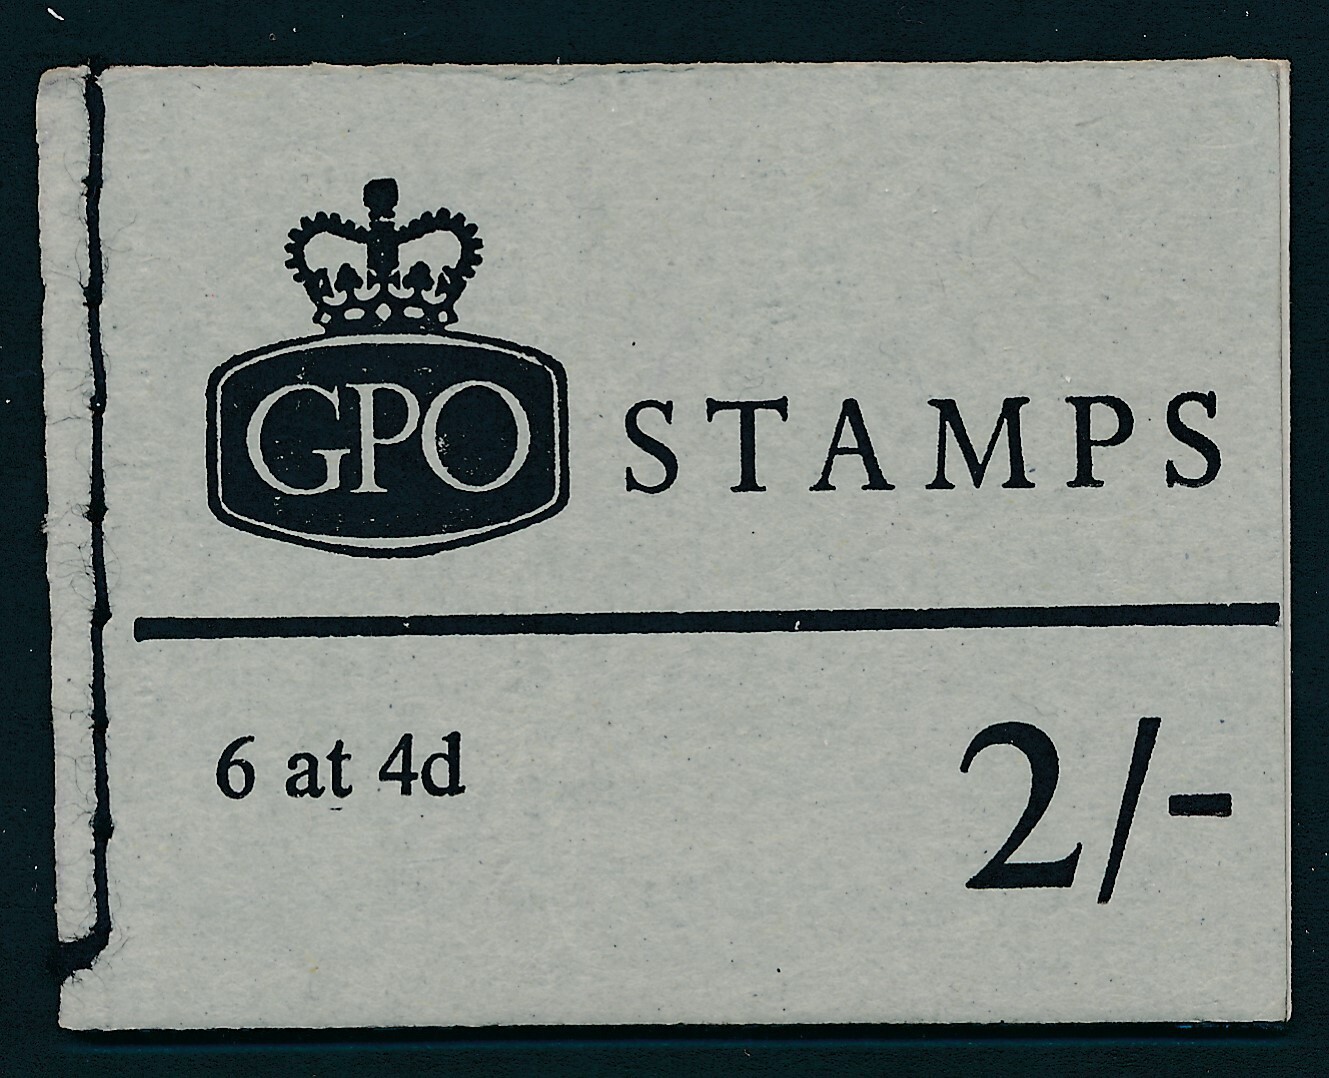 GPO STAMPS
6 at 4d 2/-